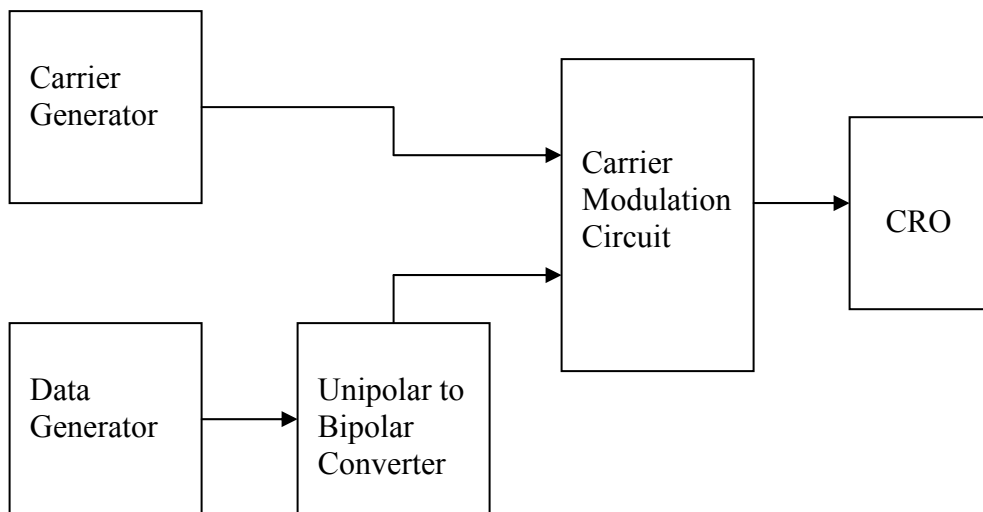 Carrier
Generator
Carrier
Modulation
Circuit
CRO
Data
Generator
Unipolar to
Bipolar
Converter